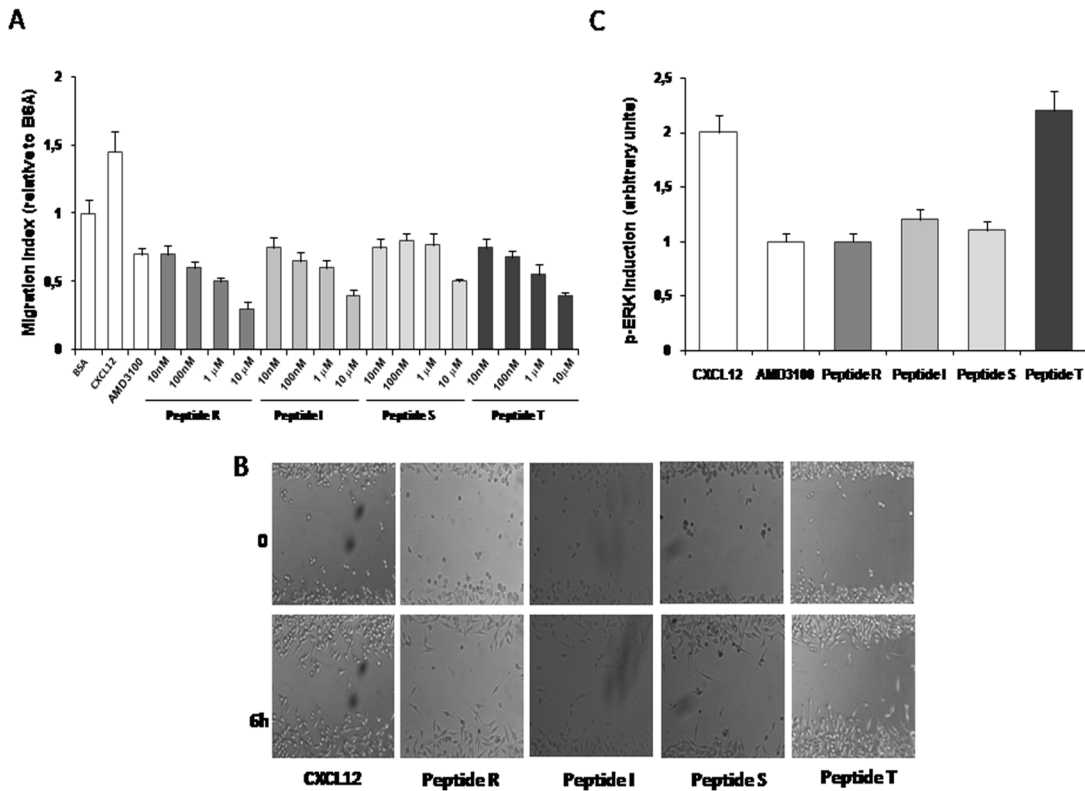 A
Migration Index (relative to BSA)
2
1,5
1
0,5
0
BSA CXCL12 AMD3100 10nM 100nM 1 µM 10 µM 10nM 100nM 1 µM 10 µM 10nM 100nM 1 µM 10 µM 10nM 100nM 1 µM 10µM
Peptide R Peptide I Peptide S Peptide T
C
p-ERK induction (arbitrary units)
2,5
2
1,5
1
0,5
0
CXCL12 AMD3100 Peptide R Peptide I Peptide S Peptide T
B
0
6h
CXCL12 Peptide R Peptide I Peptide S Peptide T